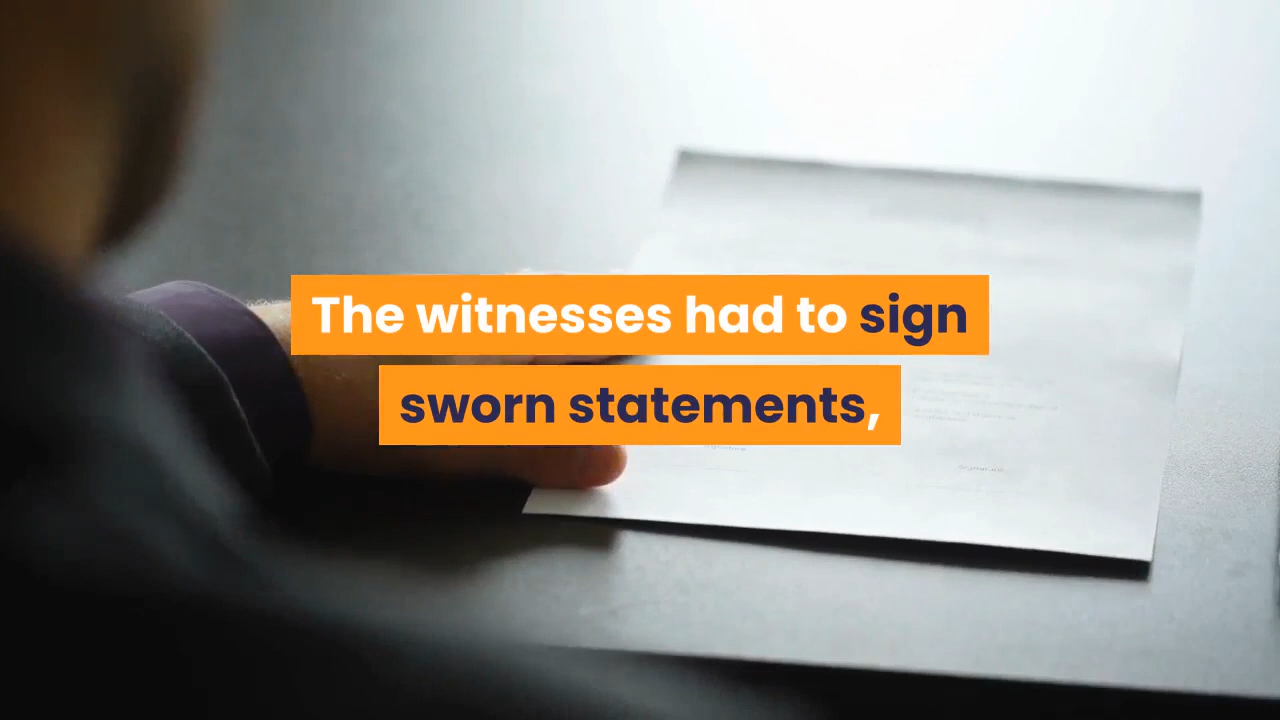 The witnesses had to sign
sworn statements,